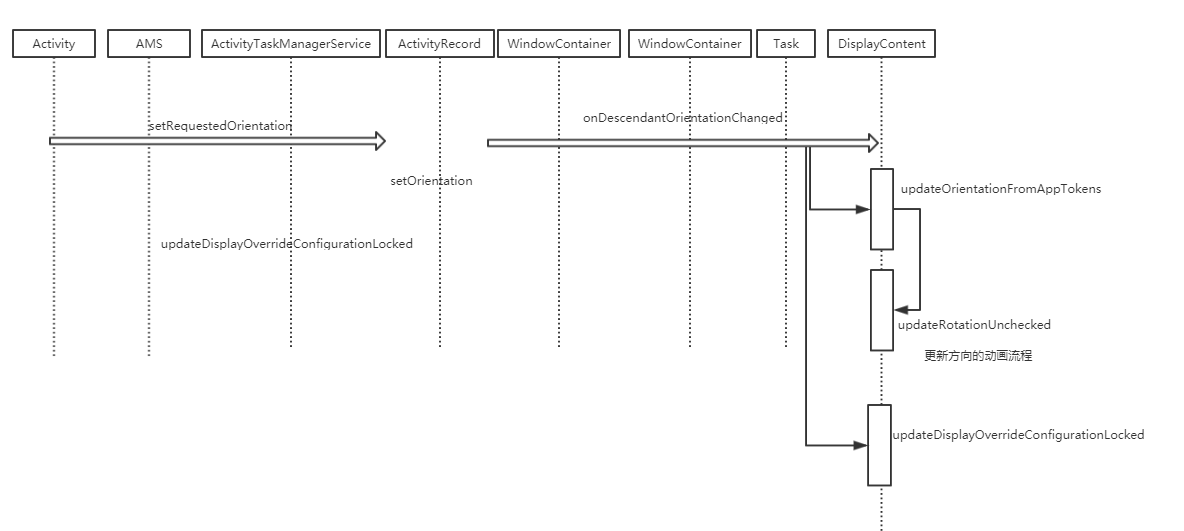 Activity
AMS
ActivityTaskManagerService
ActivityRecord
WindowContainer
WindowContainer
Task
DisplayContent
setRequestedOrientation
onDescendantOrientationChanged
setOrientation
updateOrientationFromAppTokens
updateDisplayOverrideConfigurationLocked
updateRotationUnchecked
更新方向的动画流程
updateDisplayOverrideConfigurationLocked